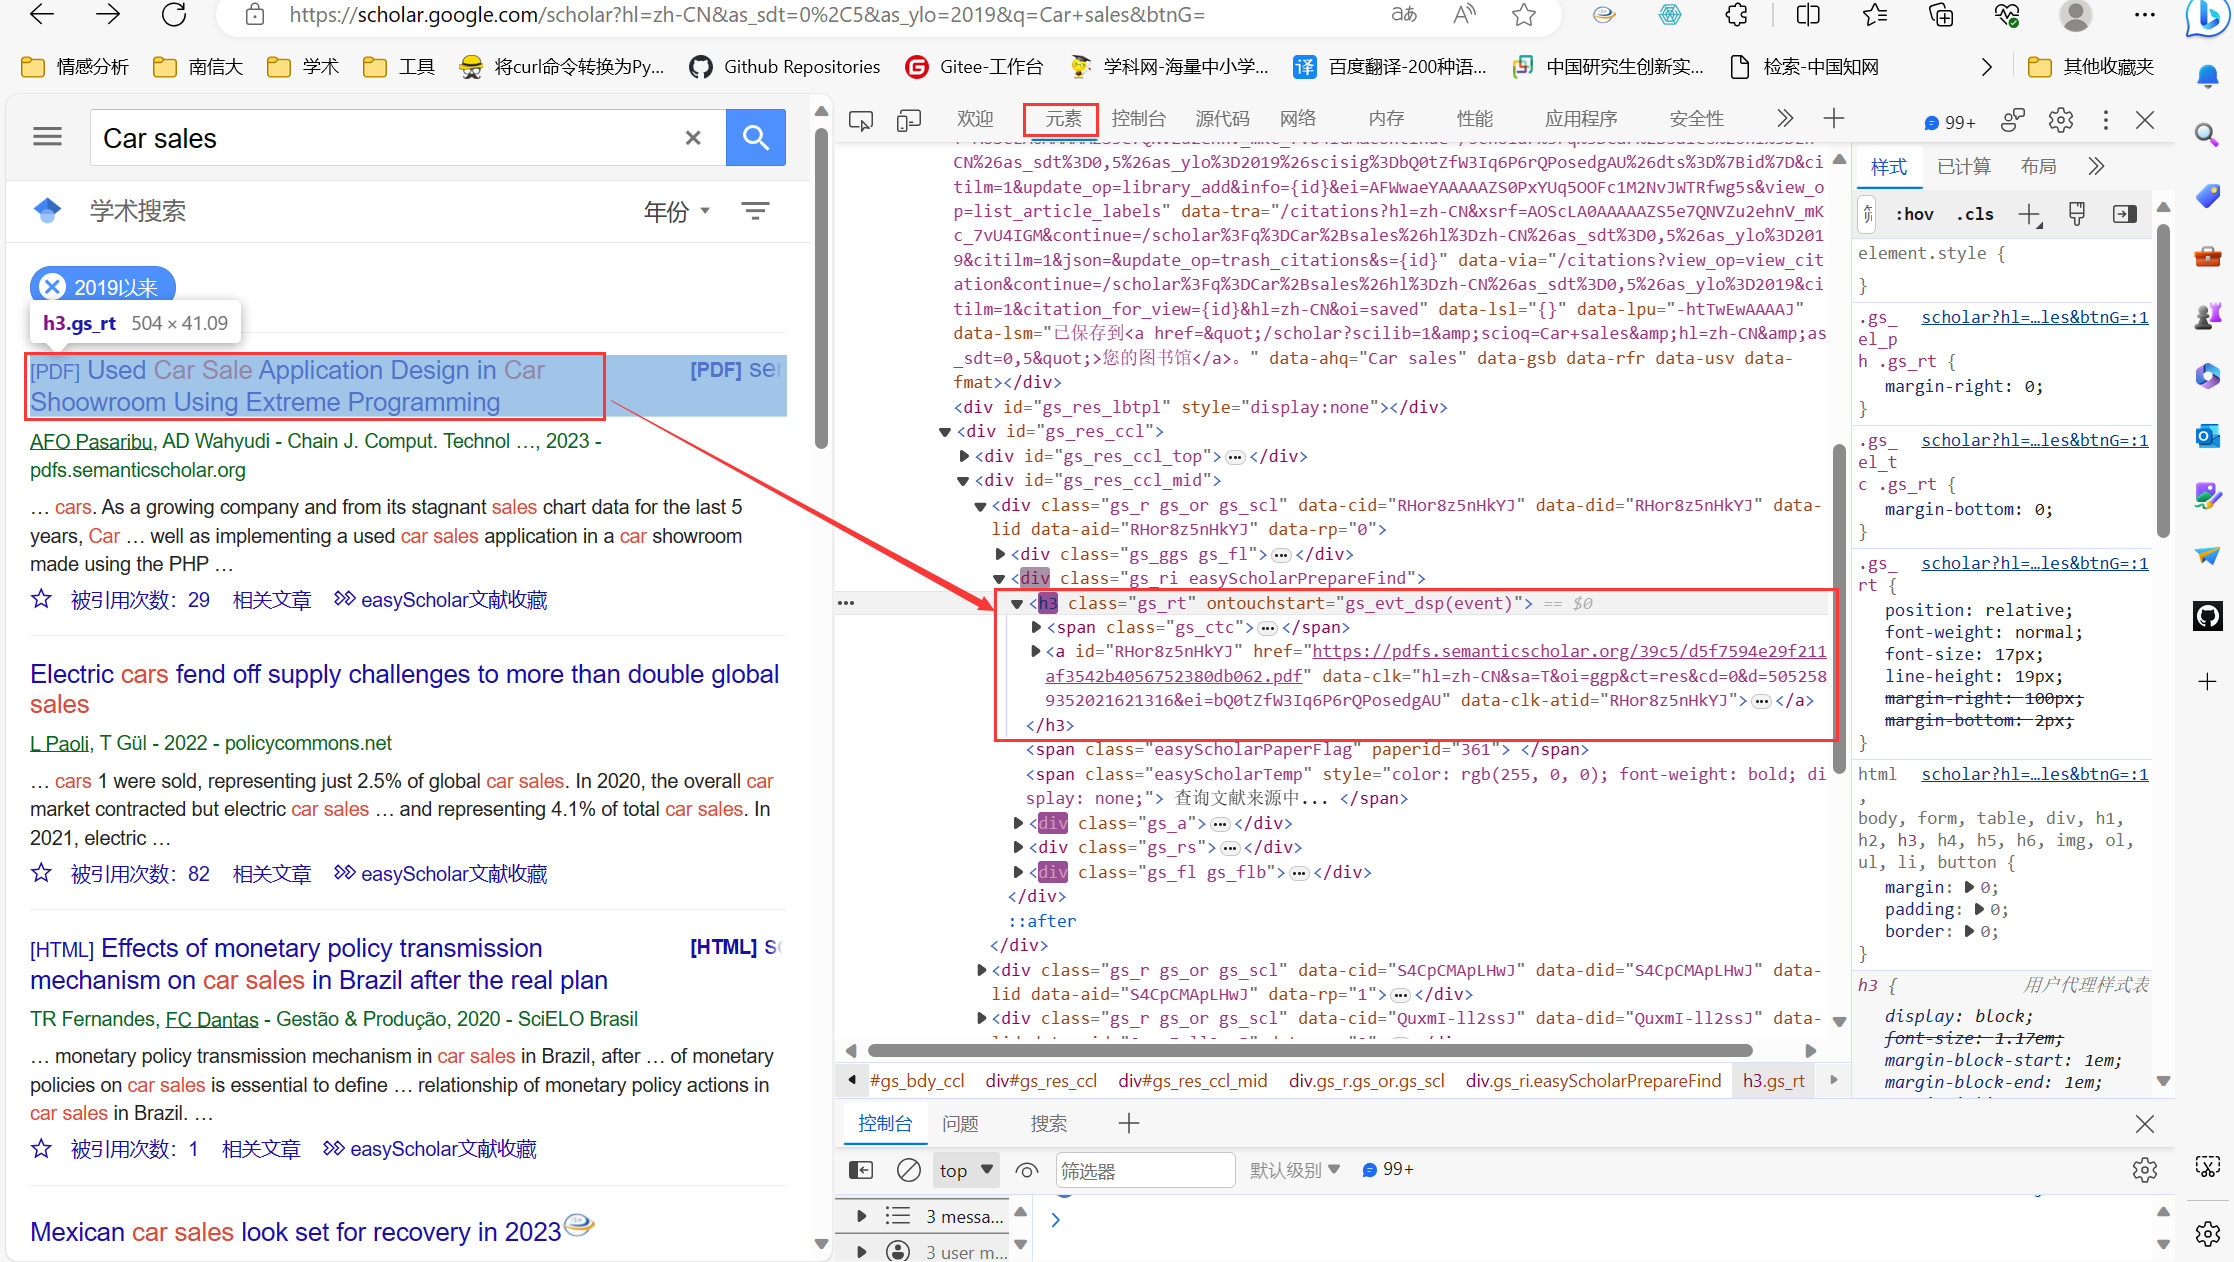 https://scholar.google.com/scholar?hl=zh-CN&as_sdt=0%2C5&as_ylo=2019&q=Car+sales&btnG=
情感分析 南信大 学术 工具 将curl命令转换为Py... Github Repositories Gitee-工作台 学科网-海量中小学... 百度翻译-200种语... 中国研究生创新实... 检索-中国知网 其他收藏夹
Car sales
学术搜索 年份
2019以来
h3.gs_rt 504 × 41.09
[PDF] Used Car Sale Application Design in Car
Shoowroom Using Extreme Programming
[PDF] se
AFO Pasaribu, AD Wahyudi - Chain J. Comput. Technol …, 2023 -
pdfs.semanticscholar.org
… cars. As a growing company and from its stagnant sales chart data for the last 5
years, Car … well as implementing a used car sales application in a car showroom
made using the PHP …
被引用次数：29 相关文章 easyScholar文献收藏
Electric cars fend off supply challenges to more than double global
sales
L Paoli, T Gül - 2022 - policycommons.net
… cars 1 were sold, representing just 2.5% of global car sales. In 2020, the overall car
market contracted but electric car sales … and representing 4.1% of total car sales. In
2021, electric …
被引用次数：82 相关文章 easyScholar文献收藏
[HTML] Effects of monetary policy transmission
mechanism on car sales in Brazil after the real plan
[HTML] s
TR Fernandes, FC Dantas - Gestão & Produção, 2020 - SciELO Brasil
… monetary policy transmission mechanism in car sales in Brazil, after … of monetary
policies on car sales is essential to define … relationship of monetary policy actions in
car sales in Brazil. …
被引用次数：1 相关文章 easyScholar文献收藏
Mexican car sales look set for recovery in 2023
欢迎 元素 控制台 源代码 网络 内存 性能 应用程序 安全性 99+
CN%26as_sdt%3D0,5%26as_ylo%3D2019%26scisig%3DbQ0tZfW3Iq6P6rQPosedgAU%26dts%3D%7Bid%7D&ci
tilm=1&update_op=library_add&info={id}&ei=AFWwaeYAAAAAZS0PxYUq5OOFc1M2NvJWTRfwg5s&view_o
p=list_article_labels" data-tra="/citations?hl=zh-CN&xsrf=AOScLA0AAAAAZS5e7QNVZu2ehnV_mK
c_7vU4IGM&continue=/scholar%3Fq%3DCar%2Bsales%26hl%3Dzh-CN%26as_sdt%3D0,5%26as_ylo%3D201
9&citilm=1&json=&update_op=trash_citations&s={id}" data-via="/citations?view_op=view_cit
ation&continue=/scholar%3Fq%3DCar%2Bsales%26hl%3Dzh-CN%26as_sdt%3D0,5%26as_ylo%3D2019&ci
tilm=1&citation_for_view={id}&hl=zh-CN&oi=saved" data-lsl="{}" data-lpu="-htTwEwAAAAJ"
data-lsm="已保存到<a href=&quot;/scholar?scilib=1&amp;scioq=Car+sales&amp;hl=zh-CN&amp;as
_sdt=0,5&quot;>您的图书馆</a>。" data-ahq="Car sales" data-gsb data-rfr data-usv data-
fmat></div>
<div id="gs_res_lbtpl" style="display:none"></div>
<div id="gs_res_ccl">
<div id="gs_res_ccl_top">…</div>
<div id="gs_res_ccl_mid">
<div class="gs_r gs_or gs_scl" data-cid="RHor8z5nHkYJ" data-did="RHor8z5nHkYJ" data-
lid data-aid="RHor8z5nHkYJ" data-rp="0">
<div class="gs_ggs gs_fl">…</div>
<div class="gs_ri easyScholarPrepareFind">
<h3 class="gs_rt" ontouchstart="gs_evt_dsp(event)"> == $0
<span class="gs_ctc">…</span>
<a id="RHor8z5nHkYJ" href="https://pdfs.semanticscholar.org/39c5/d5f7594e29f211
af3542b4056752380db062.pdf" data-clk="hl=zh-CN&sa=T&oi=ggp&ct=res&cd=0&d=505258
9352021621316&ei=bQ0tZfW3Iq6P6rQPosedgAU" data-clk-atid="RHor8z5nHkYJ">…</a>
</h3>
<span class="easyScholarPaperFlag" paperid="361"> </span>
<span class="easyScholarTemp" style="color: rgb(255, 0, 0); font-weight: bold; di
splay: none;"> 查询文献来源中... </span>
<div class="gs_a">…</div>
<div class="gs_rs">…</div>
<div class="gs_fl gs_flb">…</div>
</div>
::after
</div>
<div class="gs_r gs_or gs_scl" data-cid="S4CpCMApLHwJ" data-did="S4CpCMApLHwJ" data-
lid data-aid="S4CpCMApLHwJ" data-rp="1">…</div>
<div class="gs_r gs_or gs_scl" data-cid="QuxmI-ll2ssJ" data-did="QuxmI-ll2ssJ" data-
#gs_bdy_ccl div#gs_res_ccl div#gs_res_ccl_mid div.gs_r.gs_or.gs_scl div.gs_ri.easyScholarPrepareFind h3.gs_rt
样式 已计算 布局
:hov .cls
element.style {
}
.gs_ scholar?hl=…les&btnG=:1
el_p
h .gs_rt {
margin-right: 0;
}
.gs_ scholar?hl=…les&btnG=:1
el_t
c .gs_rt {
margin-bottom: 0;
}
.gs_ scholar?hl=…les&btnG=:1
rt {
position: relative;
font-weight: normal;
font-size: 17px;
line-height: 19px;
margin-right: 100px;
margin-bottom: 2px;
}
html scholar?hl=…les&btnG=:1
,
body, form, table, div, h1,
h2, h3, h4, h5, h6, img, ol,
ul, li, button {
margin: 0;
padding: 0;
border: 0;
}
h3 { 用户代理样式表
display: block;
font-size: 1.17em;
margin-block-start: 1em;
margin-block-end: 1em;
控制台 问题 搜索
top 筛选器 默认级别 99+
3 messa...
3 user m...